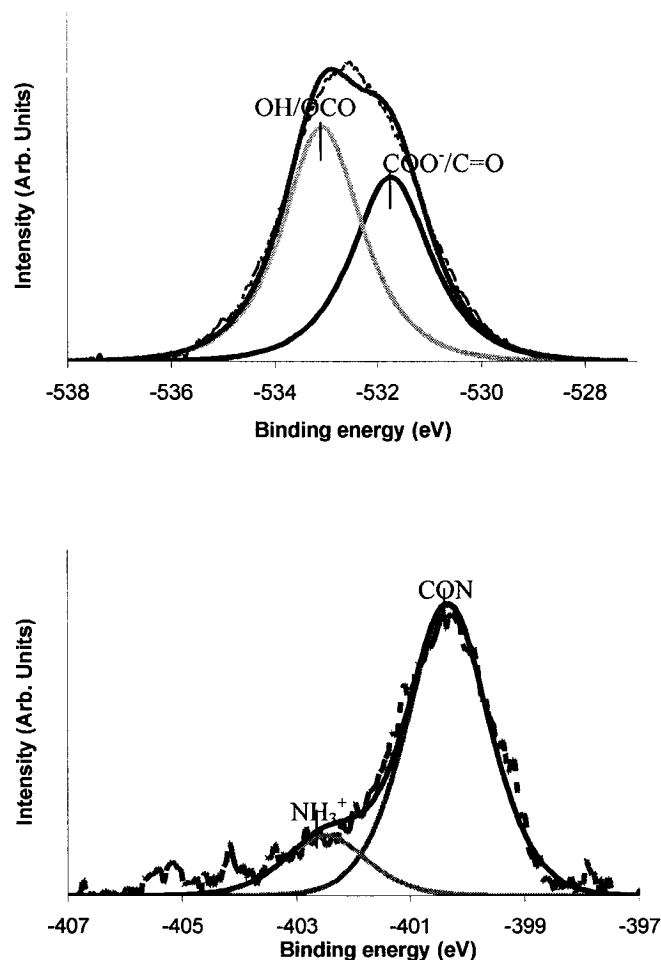 OH/OCO
COO⁻/C=O
Intensity (Arb. Units)
-538 -536 -534 -532 -530 -528
Binding energy (eV)
CON
NH₃⁺
Intensity (Arb. Units)
-407 -405 -403 -401 -399 -397
Binding energy (eV)